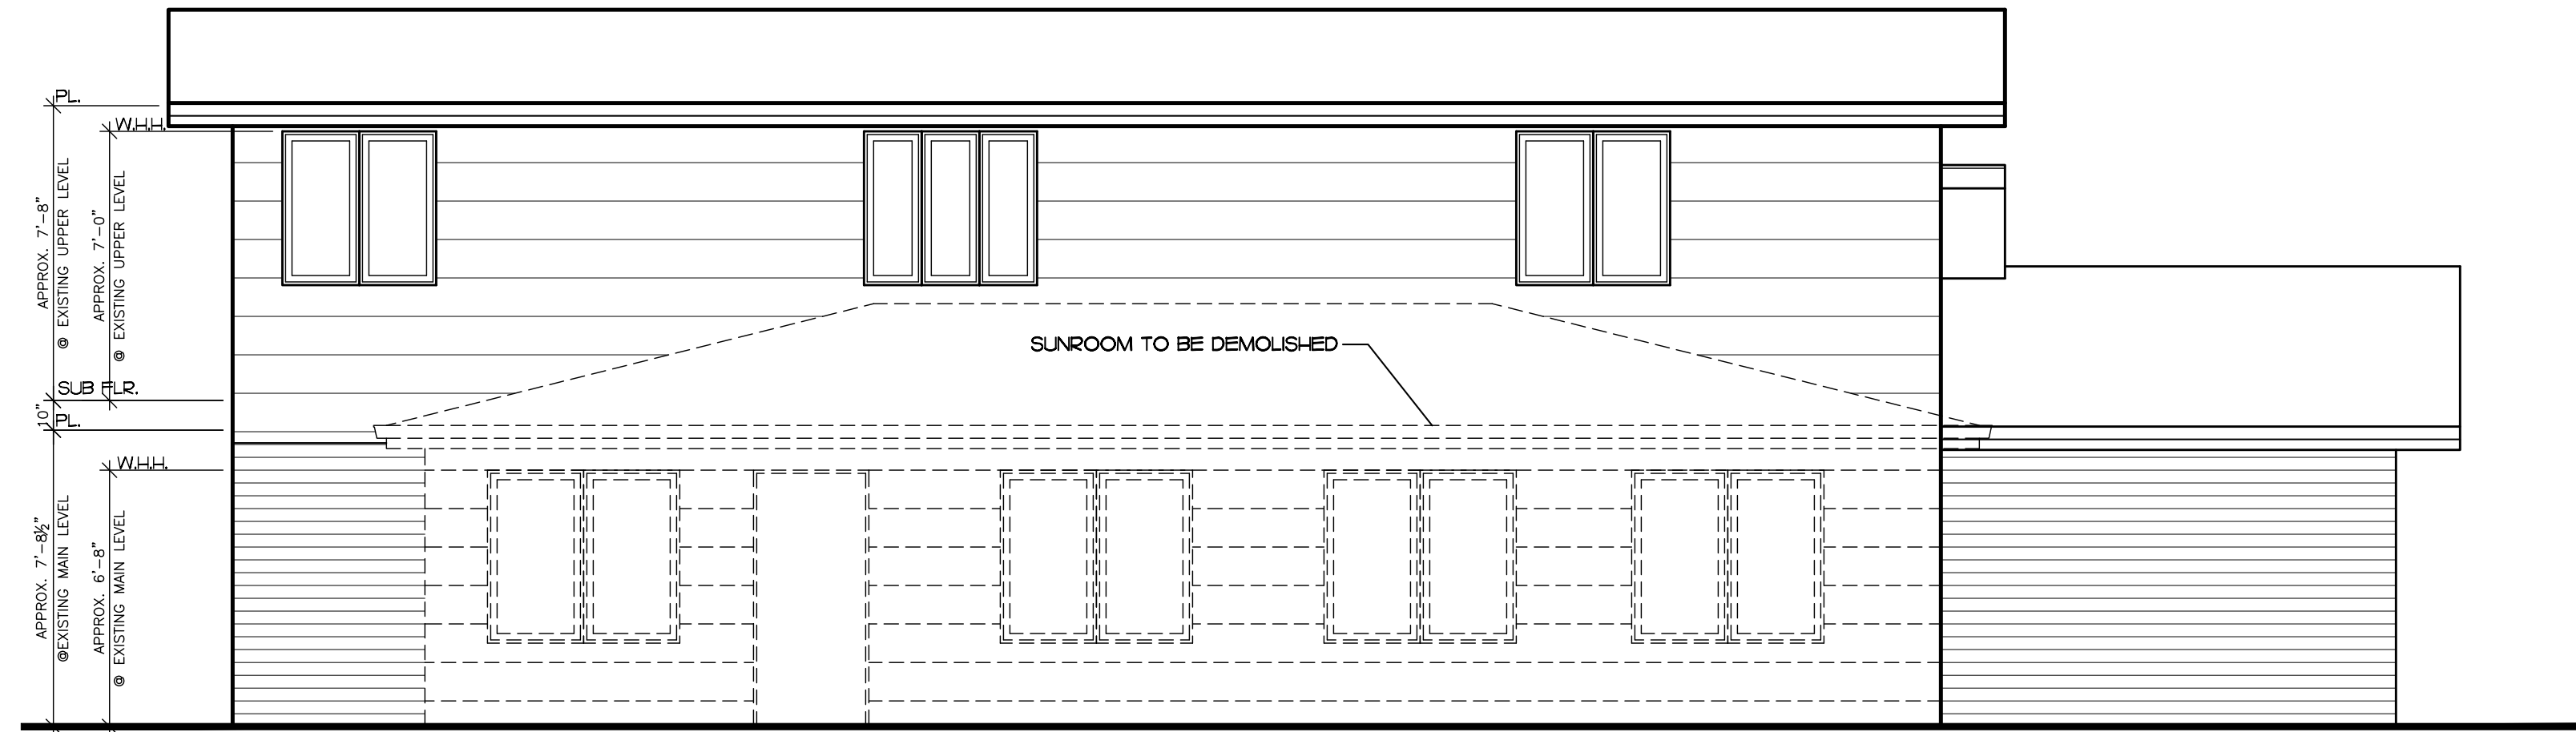 PL.
W.H.H.
APPROX. 7'-8"
@ EXISTING UPPER LEVEL
APPROX. 7'-0"
@ EXISTING UPPER LEVEL
SUNROOM TO BE DEMOLISHED
SUB FLR.
10"
PL.
W.H.H.
APPROX. 7'-8½"
@EXISTING MAIN LEVEL
APPROX. 6'-8"
@ EXISTING MAIN LEVEL